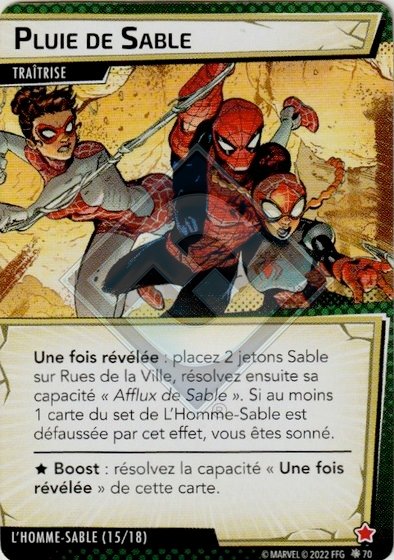 Pluie de Sable
TRAÎTRISE
Une fois révélée : placez 2 jetons Sable
sur Rues de la Ville, résolvez ensuite sa
capacité « Afflux de Sable ». Si au moins
1 carte du set de L'Homme-Sable est
défaussée par cet effet, vous êtes sonné.
★ Boost : résolvez la capacité « Une fois
révélée » de cette carte.
L'HOMME-SABLE (15/18)
© MARVEL © 2022 FFG 70